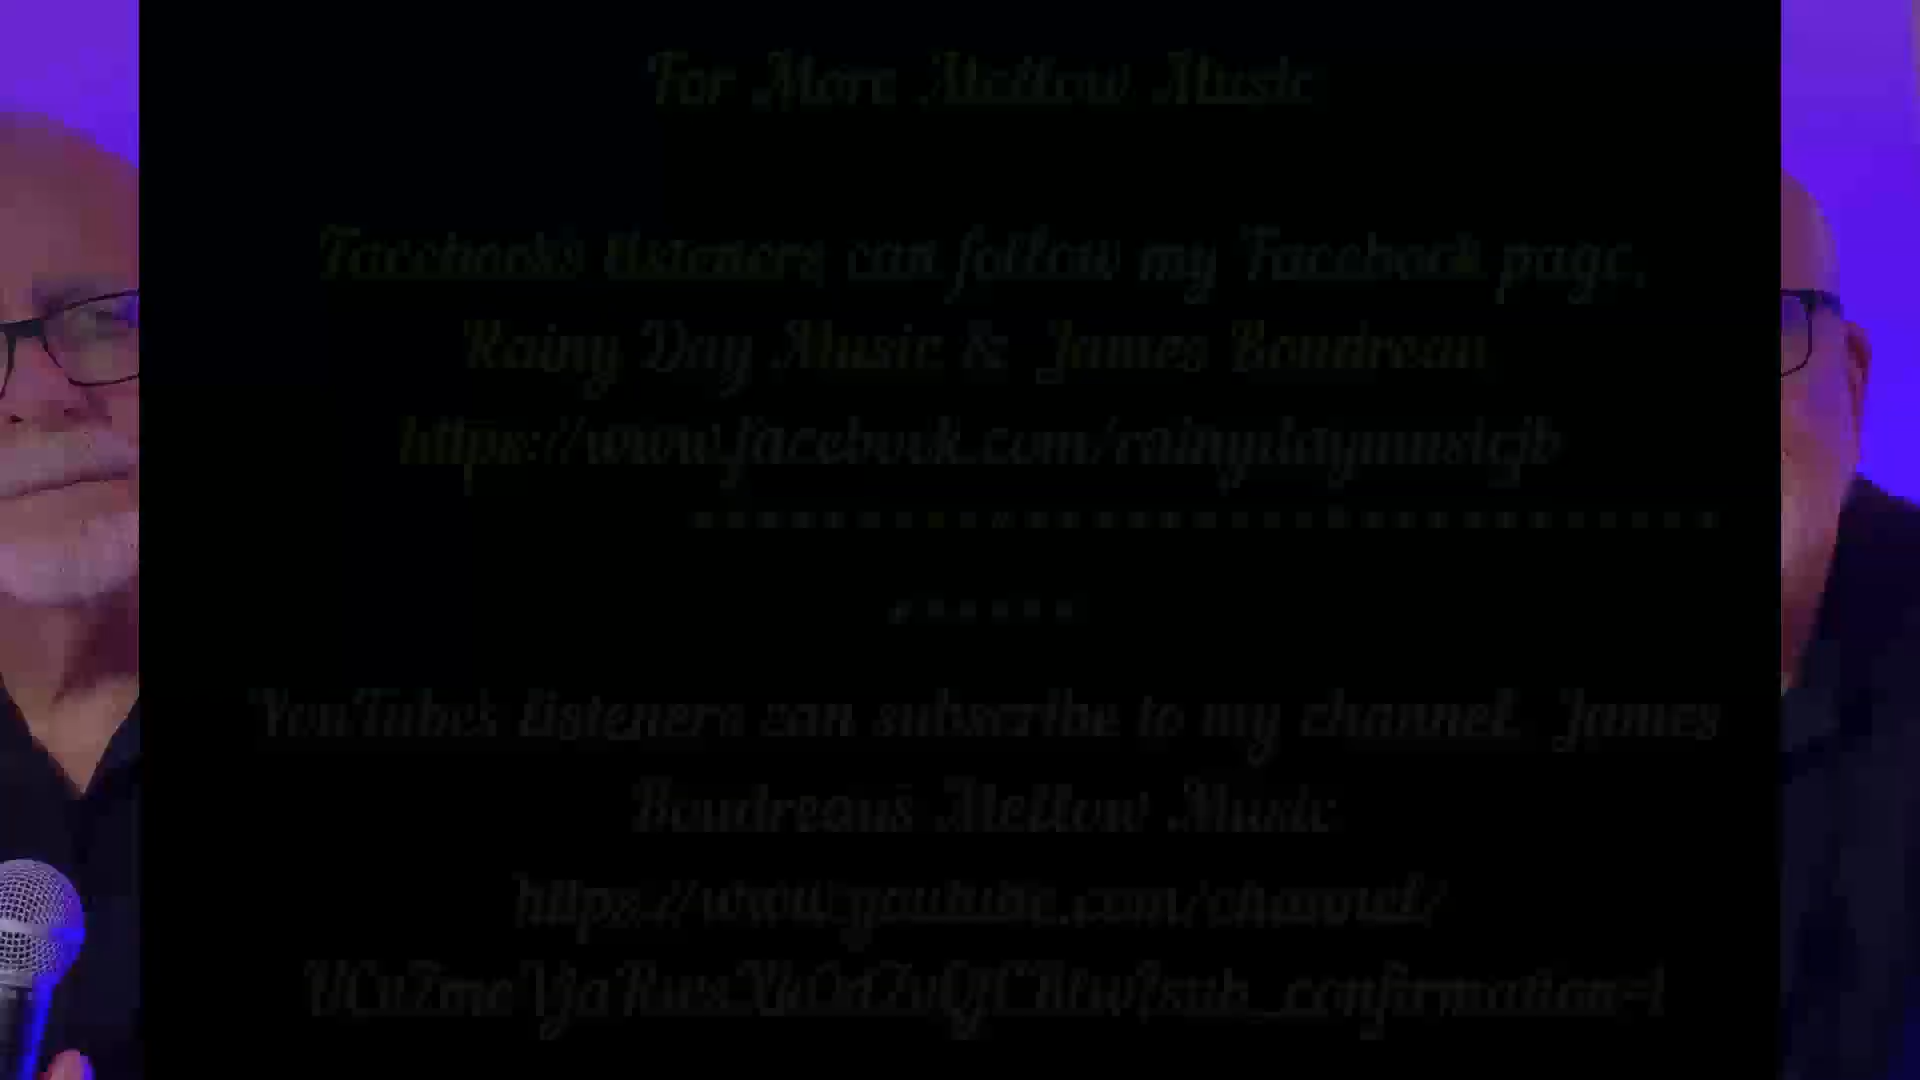 For More Mellow Music
Facebook's listeners can follow my Facebook page,
Rainy Day Music & James Boudreau
https://www.facebook.com/rainydaymusicjb
YouTube's listeners can subscribe to my channel, James
Boudreau's Mellow Music
https://www.youtube.com/channel/